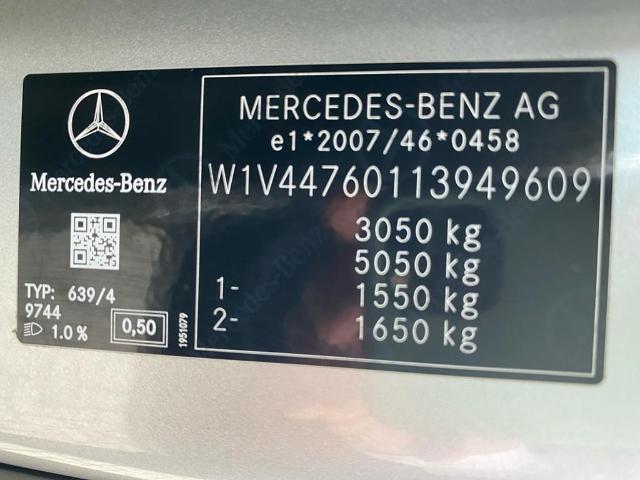 MERCEDES-BENZ AG
e1*2007/46*0458
W1V44760113949609
3050 kg
5050 kg
1- 1550 kg
2- 1650 kg
Mercedes-Benz
TYP: 639/4
9744
1.0 % 0,50
1951079